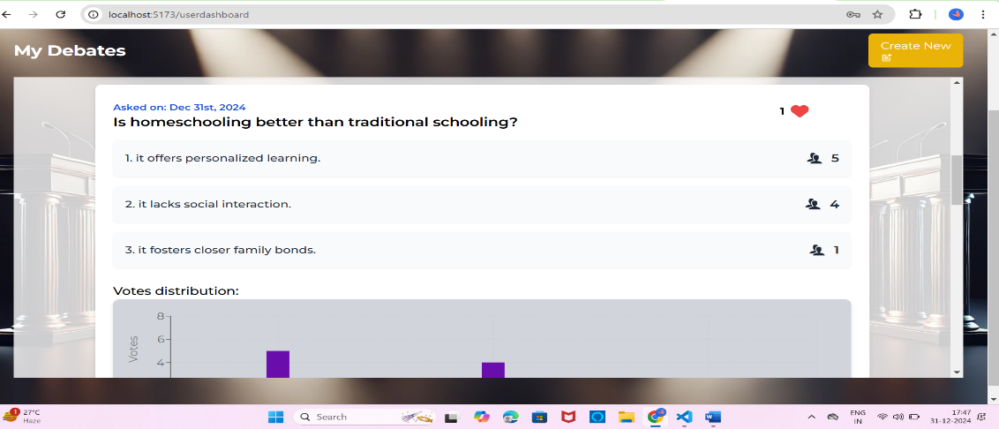 localhost:5173/userdashboard
My Debates
Create New
Asked on: Dec 31st, 2024
Is homeschooling better than traditional schooling?
1
1. it offers personalized learning.
5
2. it lacks social interaction.
4
3. it fosters closer family bonds.
1
Votes distribution:
8
6
4
Votes
1
27°C
Haze
Search
4
ENG
IN
17:47
31-12-2024